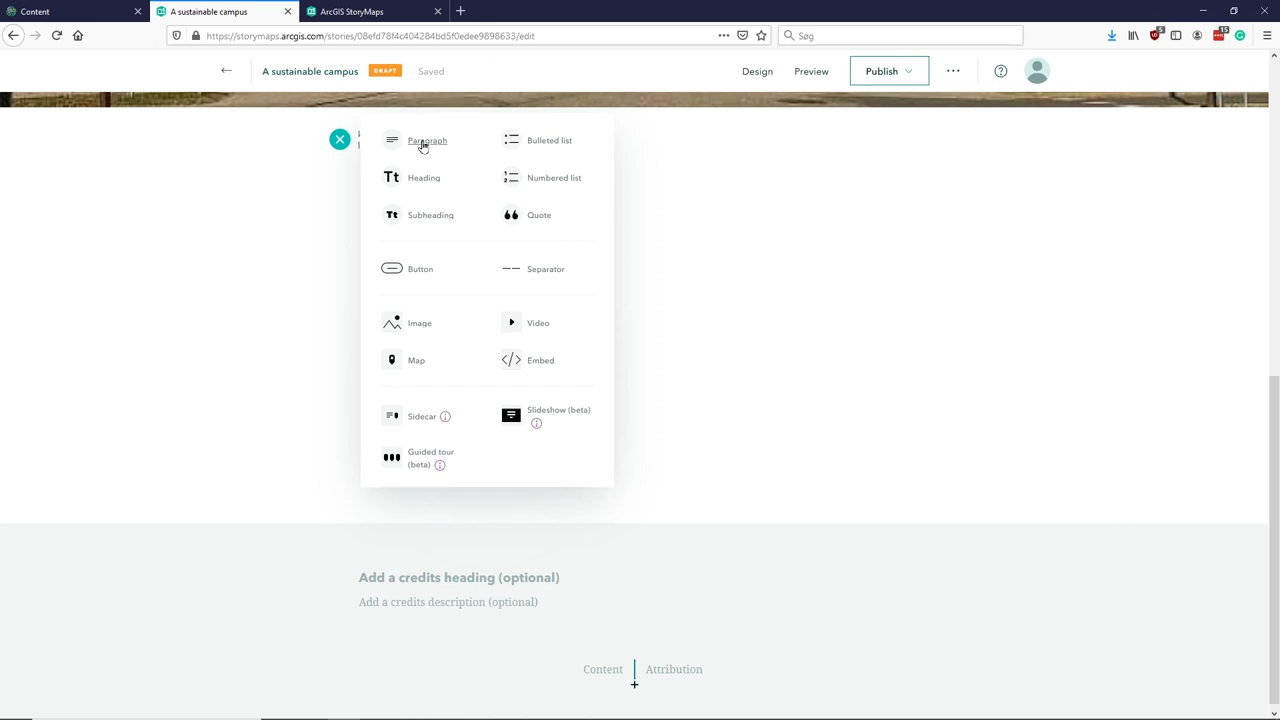 Content
A sustainable campus
ArcGIS StoryMaps
https://storymaps.arcgis.com/stories/08efd78f4c404284bd5f0edee9898633/edit
Søg
A sustainable campus
DRAFT
Saved
Design
Preview
Publish
Paragraph
Bulleted list
Heading
Numbered list
Subheading
Quote
Button
Separator
Image
Video
Map
Embed
Sidecar
Slideshow (beta)
Guided tour
(beta)
Add a credits heading (optional)
Add a credits description (optional)
Content
Attribution